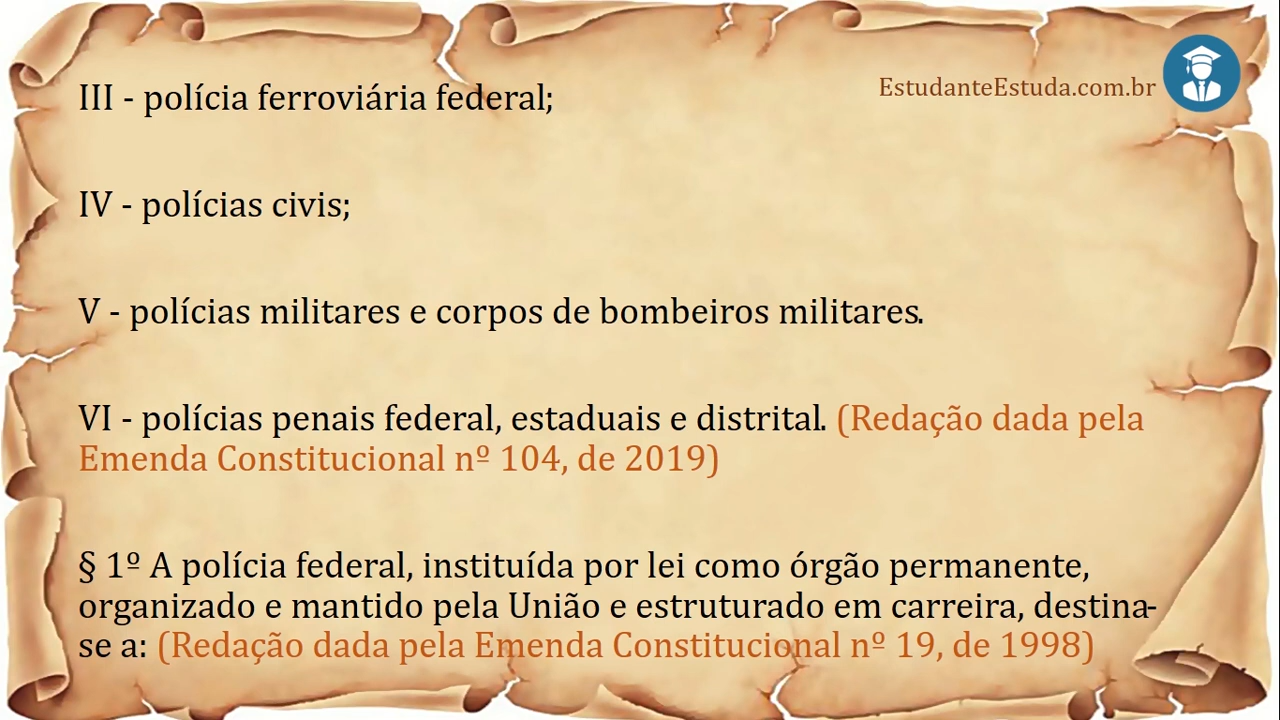 EstudanteEstuda.com.br
III - polícia ferroviária federal;
IV - polícias civis;
V - polícias militares e corpos de bombeiros militares.
VI - polícias penais federal, estaduais e distrital. (Redação dada pela
Emenda Constitucional nº 104, de 2019)
§ 1º A polícia federal, instituída por lei como órgão permanente,
organizado e mantido pela União e estruturado em carreira, destina-
se a: (Redação dada pela Emenda Constitucional nº 19, de 1998)